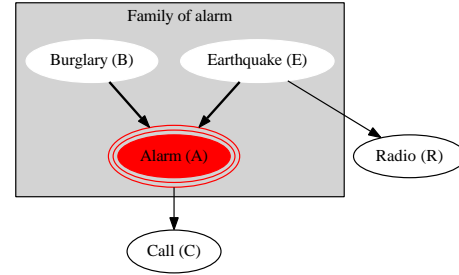 Family of alarm
Burglary (B)
Earthquake (E)
Alarm (A)
Radio (R)
Call (C)